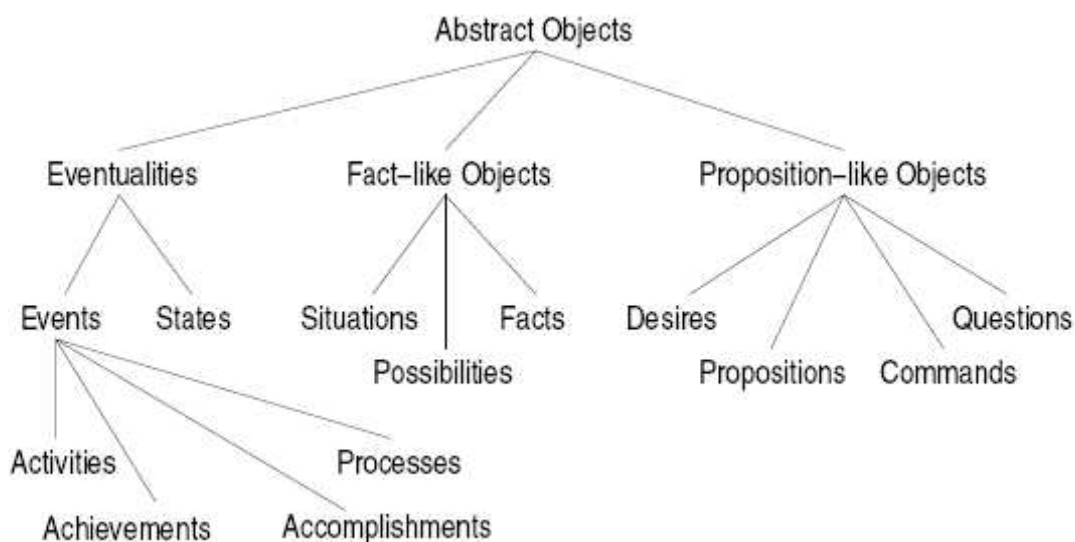 Abstract Objects
Eventualities Fact–like Objects Proposition–like Objects
Events States Situations Facts Desires Questions
Possibilities Propositions Commands
Activities Processes
Achievements Accomplishments